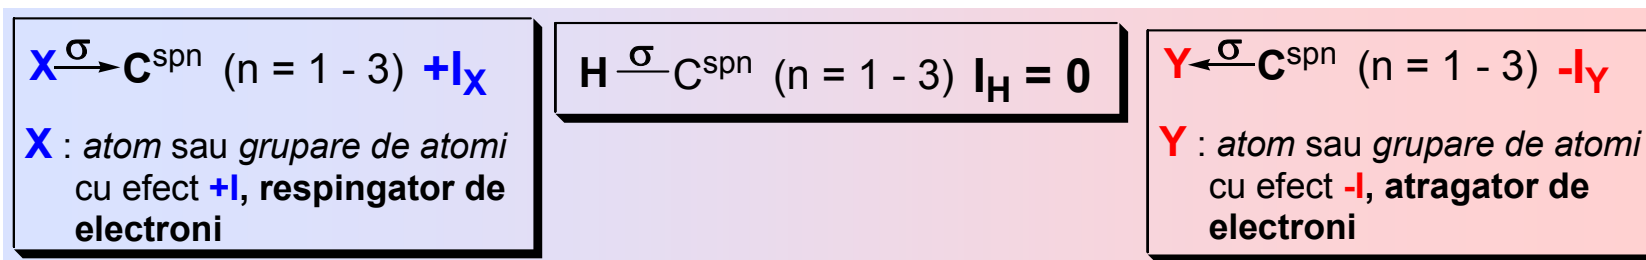 X σ→ C^spn (n = 1 - 3) +I_X
X : atom sau grupare de atomi
cu efect +I, respingator de
electroni
H σ— C^spn (n = 1 - 3) I_H = 0
Y ←σ C^spn (n = 1 - 3) -I_Y
Y : atom sau grupare de atomi
cu efect -I, atragator de
electroni